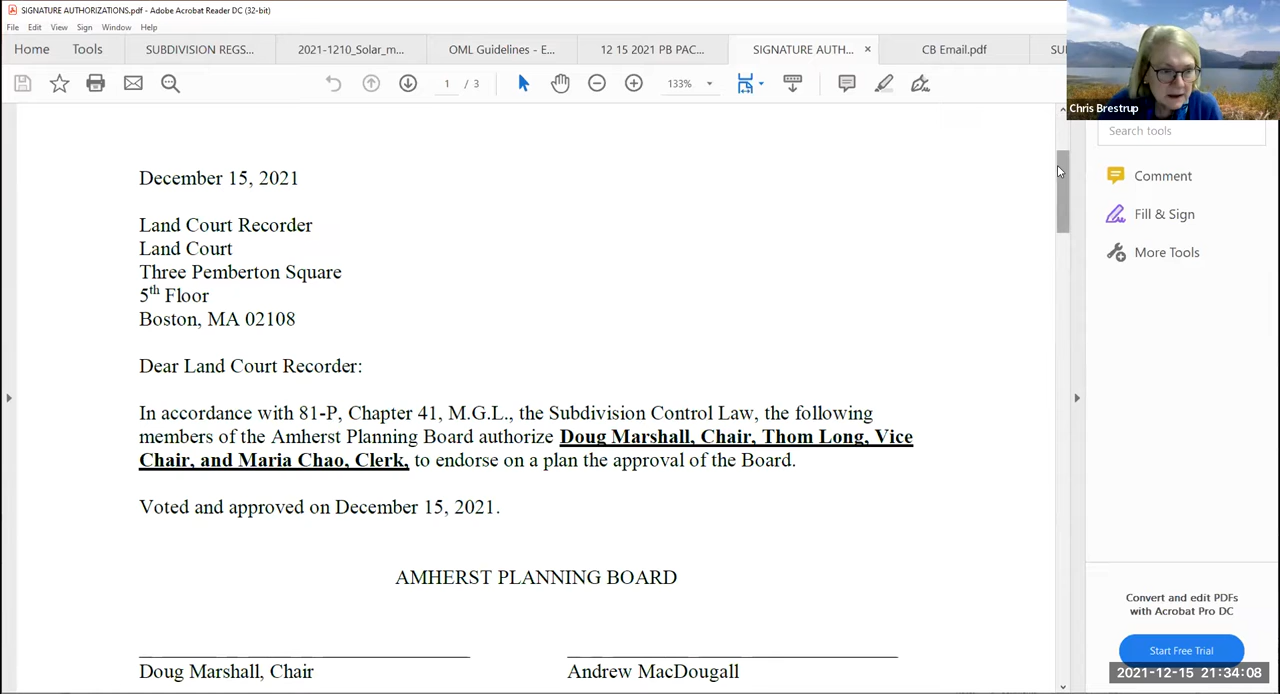 SIGNATURE AUTHORIZATIONS.pdf - Adobe Acrobat Reader DC (32-bit)
File Edit View Sign Window Help
Home Tools SUBDIVISION REGS... 2021-1210_Solar_m... OML Guidelines - E... 12 15 2021 PB PAC... SIGNATURE AUTH... × CB Email.pdf SU
1 / 3 133%
Chris Brestrup
Search tools
Comment
Fill & Sign
More Tools
December 15, 2021
Land Court Recorder
Land Court
Three Pemberton Square
5th Floor
Boston, MA 02108
Dear Land Court Recorder:
In accordance with 81-P, Chapter 41, M.G.L., the Subdivision Control Law, the following
members of the Amherst Planning Board authorize Doug Marshall, Chair, Thom Long, Vice
Chair, and Maria Chao, Clerk, to endorse on a plan the approval of the Board.
Voted and approved on December 15, 2021.
AMHERST PLANNING BOARD
Doug Marshall, Chair Andrew MacDougall
Convert and edit PDFs
with Acrobat Pro DC
Start Free Trial
2021-12-15 21:34:08